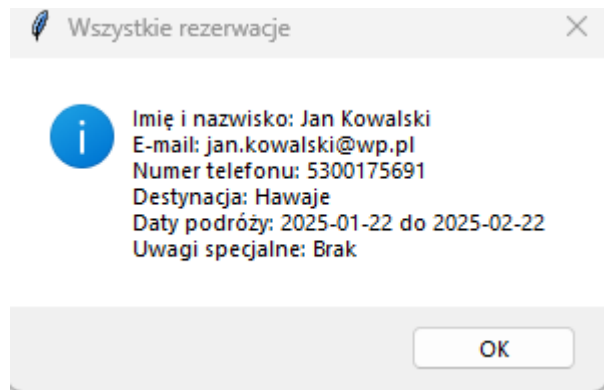 Wszystkie rezerwacje
Imię i nazwisko: Jan Kowalski
E-mail: jan.kowalski@wp.pl
Numer telefonu: 5300175691
Destynacja: Hawaje
Daty podróży: 2025-01-22 do 2025-02-22
Uwagi specjalne: Brak
OK